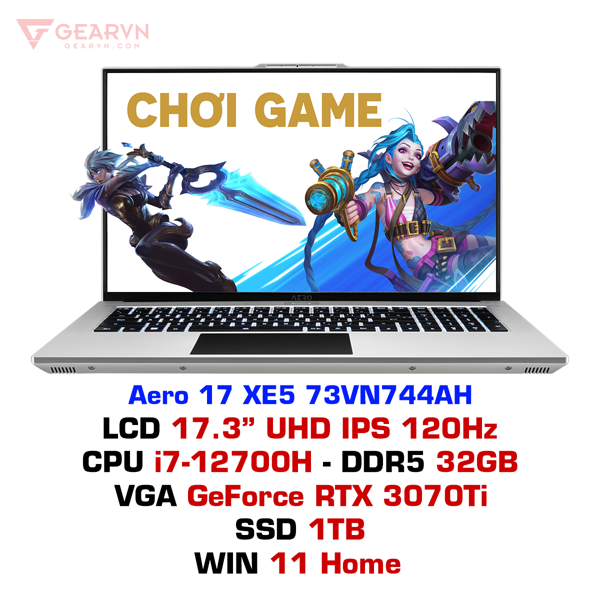 GEARVN
GEARVN.COM
CHƠI GAME
AERO
Aero 17 XE5 73VN744AH
LCD 17.3” UHD IPS 120Hz
CPU i7-12700H - DDR5 32GB
VGA GeForce RTX 3070Ti
SSD 1TB
WIN 11 Home